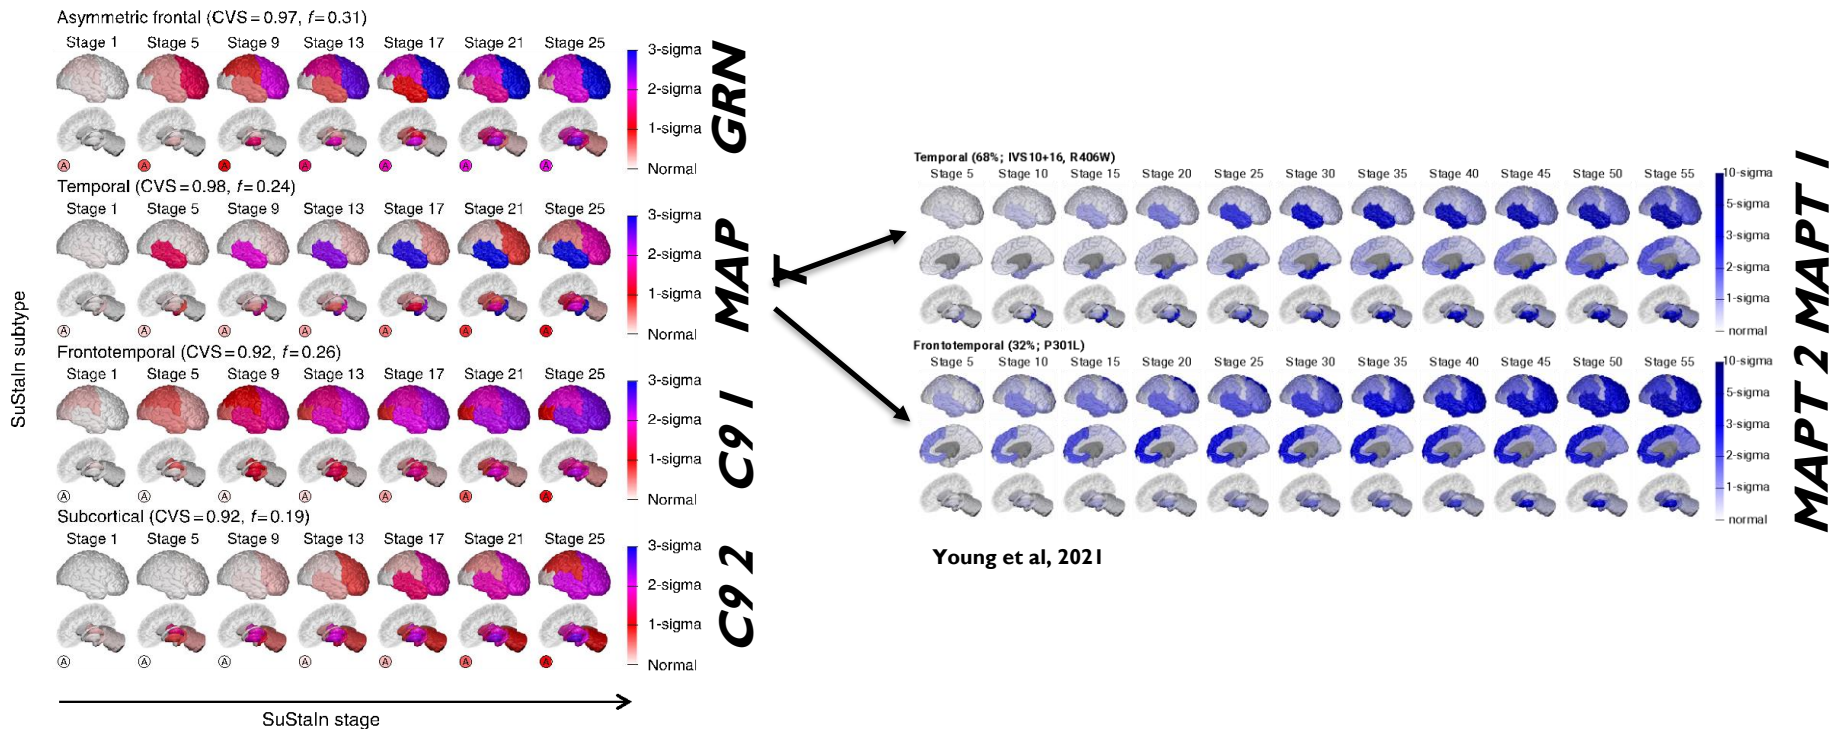 Asymmetric frontal (CVS = 0.97, f = 0.31)
Stage 1 Stage 5 Stage 9 Stage 13 Stage 17 Stage 21 Stage 25
3-sigma
2-sigma
1-sigma
Normal
A A A A A A A
GRN
Temporal (CVS = 0.98, f = 0.24)
Stage 1 Stage 5 Stage 9 Stage 13 Stage 17 Stage 21 Stage 25
3-sigma
2-sigma
1-sigma
Normal
A A A A A A A
MAP
T
Frontotemporal (CVS = 0.92, f = 0.26)
Stage 1 Stage 5 Stage 9 Stage 13 Stage 17 Stage 21 Stage 25
3-sigma
2-sigma
1-sigma
Normal
A A A A A A A
C9 1
Subcortical (CVS = 0.92, f = 0.19)
Stage 1 Stage 5 Stage 9 Stage 13 Stage 17 Stage 21 Stage 25
3-sigma
2-sigma
1-sigma
Normal
A A A A A A A
C9 2
SuStaIn subtype
SuStaIn stage
Temporal (68%; IVS10+16, R406W)
Stage 5 Stage 10 Stage 15 Stage 20 Stage 25 Stage 30 Stage 35 Stage 40 Stage 45 Stage 50 Stage 55
10-sigma
5-sigma
3-sigma
2-sigma
1-sigma
normal
MAPT 1
Frontotemporal (32%; P301L)
Stage 5 Stage 10 Stage 15 Stage 20 Stage 25 Stage 30 Stage 35 Stage 40 Stage 45 Stage 50 Stage 55
10-sigma
5-sigma
3-sigma
2-sigma
1-sigma
normal
MAPT 2
Young et al, 2021